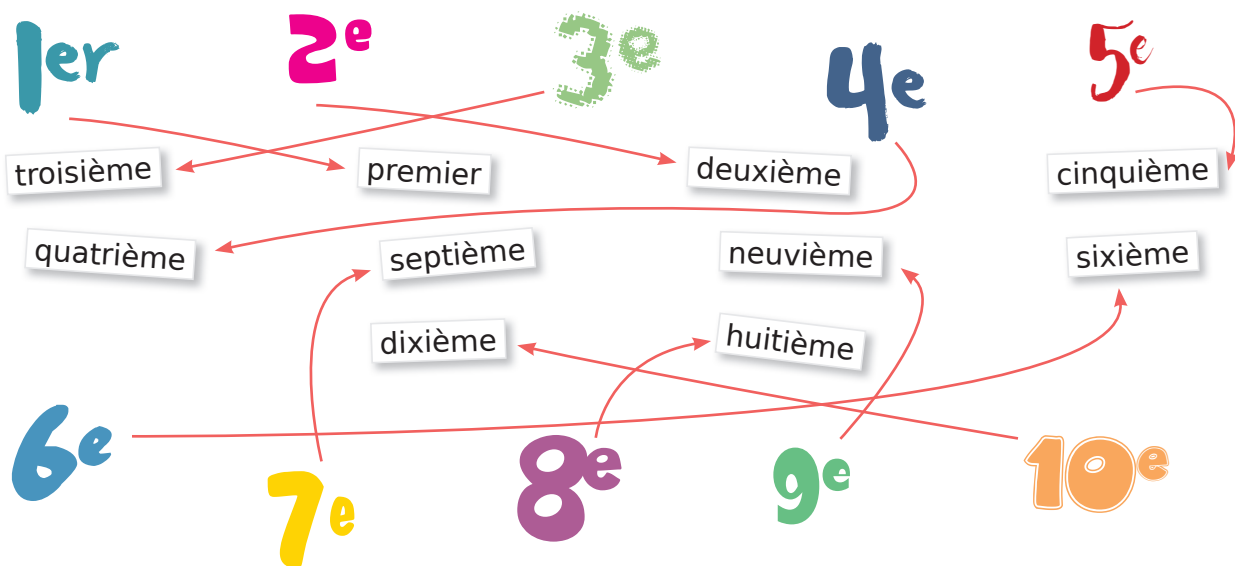 1er 2e 3e 4e 5e
troisième premier deuxième cinquième
quatrième septième neuvième sixième
dixième huitième
6e 7e 8e 9e 10e